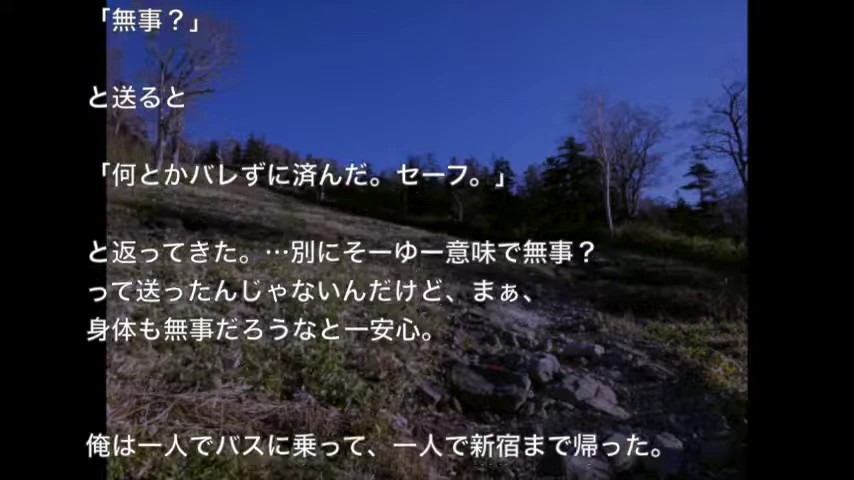 「無事？」
と送ると
「何とかバレずに済んだ。セーフ。」
と返ってきた。…別にそーゆー意味で無事？
って送ったんじゃないんだけど、まぁ、
身体も無事だろうなと一安心。
俺は一人でバスに乗って、一人で新宿まで帰った。